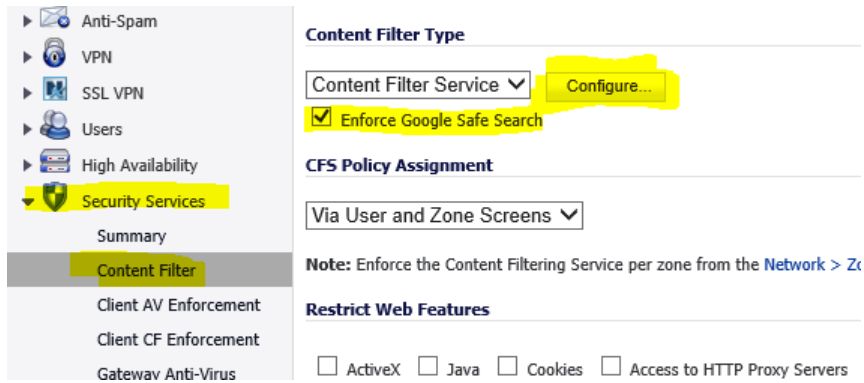 Anti-Spam
VPN
SSL VPN
Users
High Availability
Security Services
Summary
Content Filter
Client AV Enforcement
Client CF Enforcement
Gateway Anti-Virus
Content Filter Type
Content Filter Service
Configure...
Enforce Google Safe Search
CFS Policy Assignment
Via User and Zone Screens
Note: Enforce the Content Filtering Service per zone from the Network >
Restrict Web Features
ActiveX Java Cookies Access to HTTP Proxy Servers